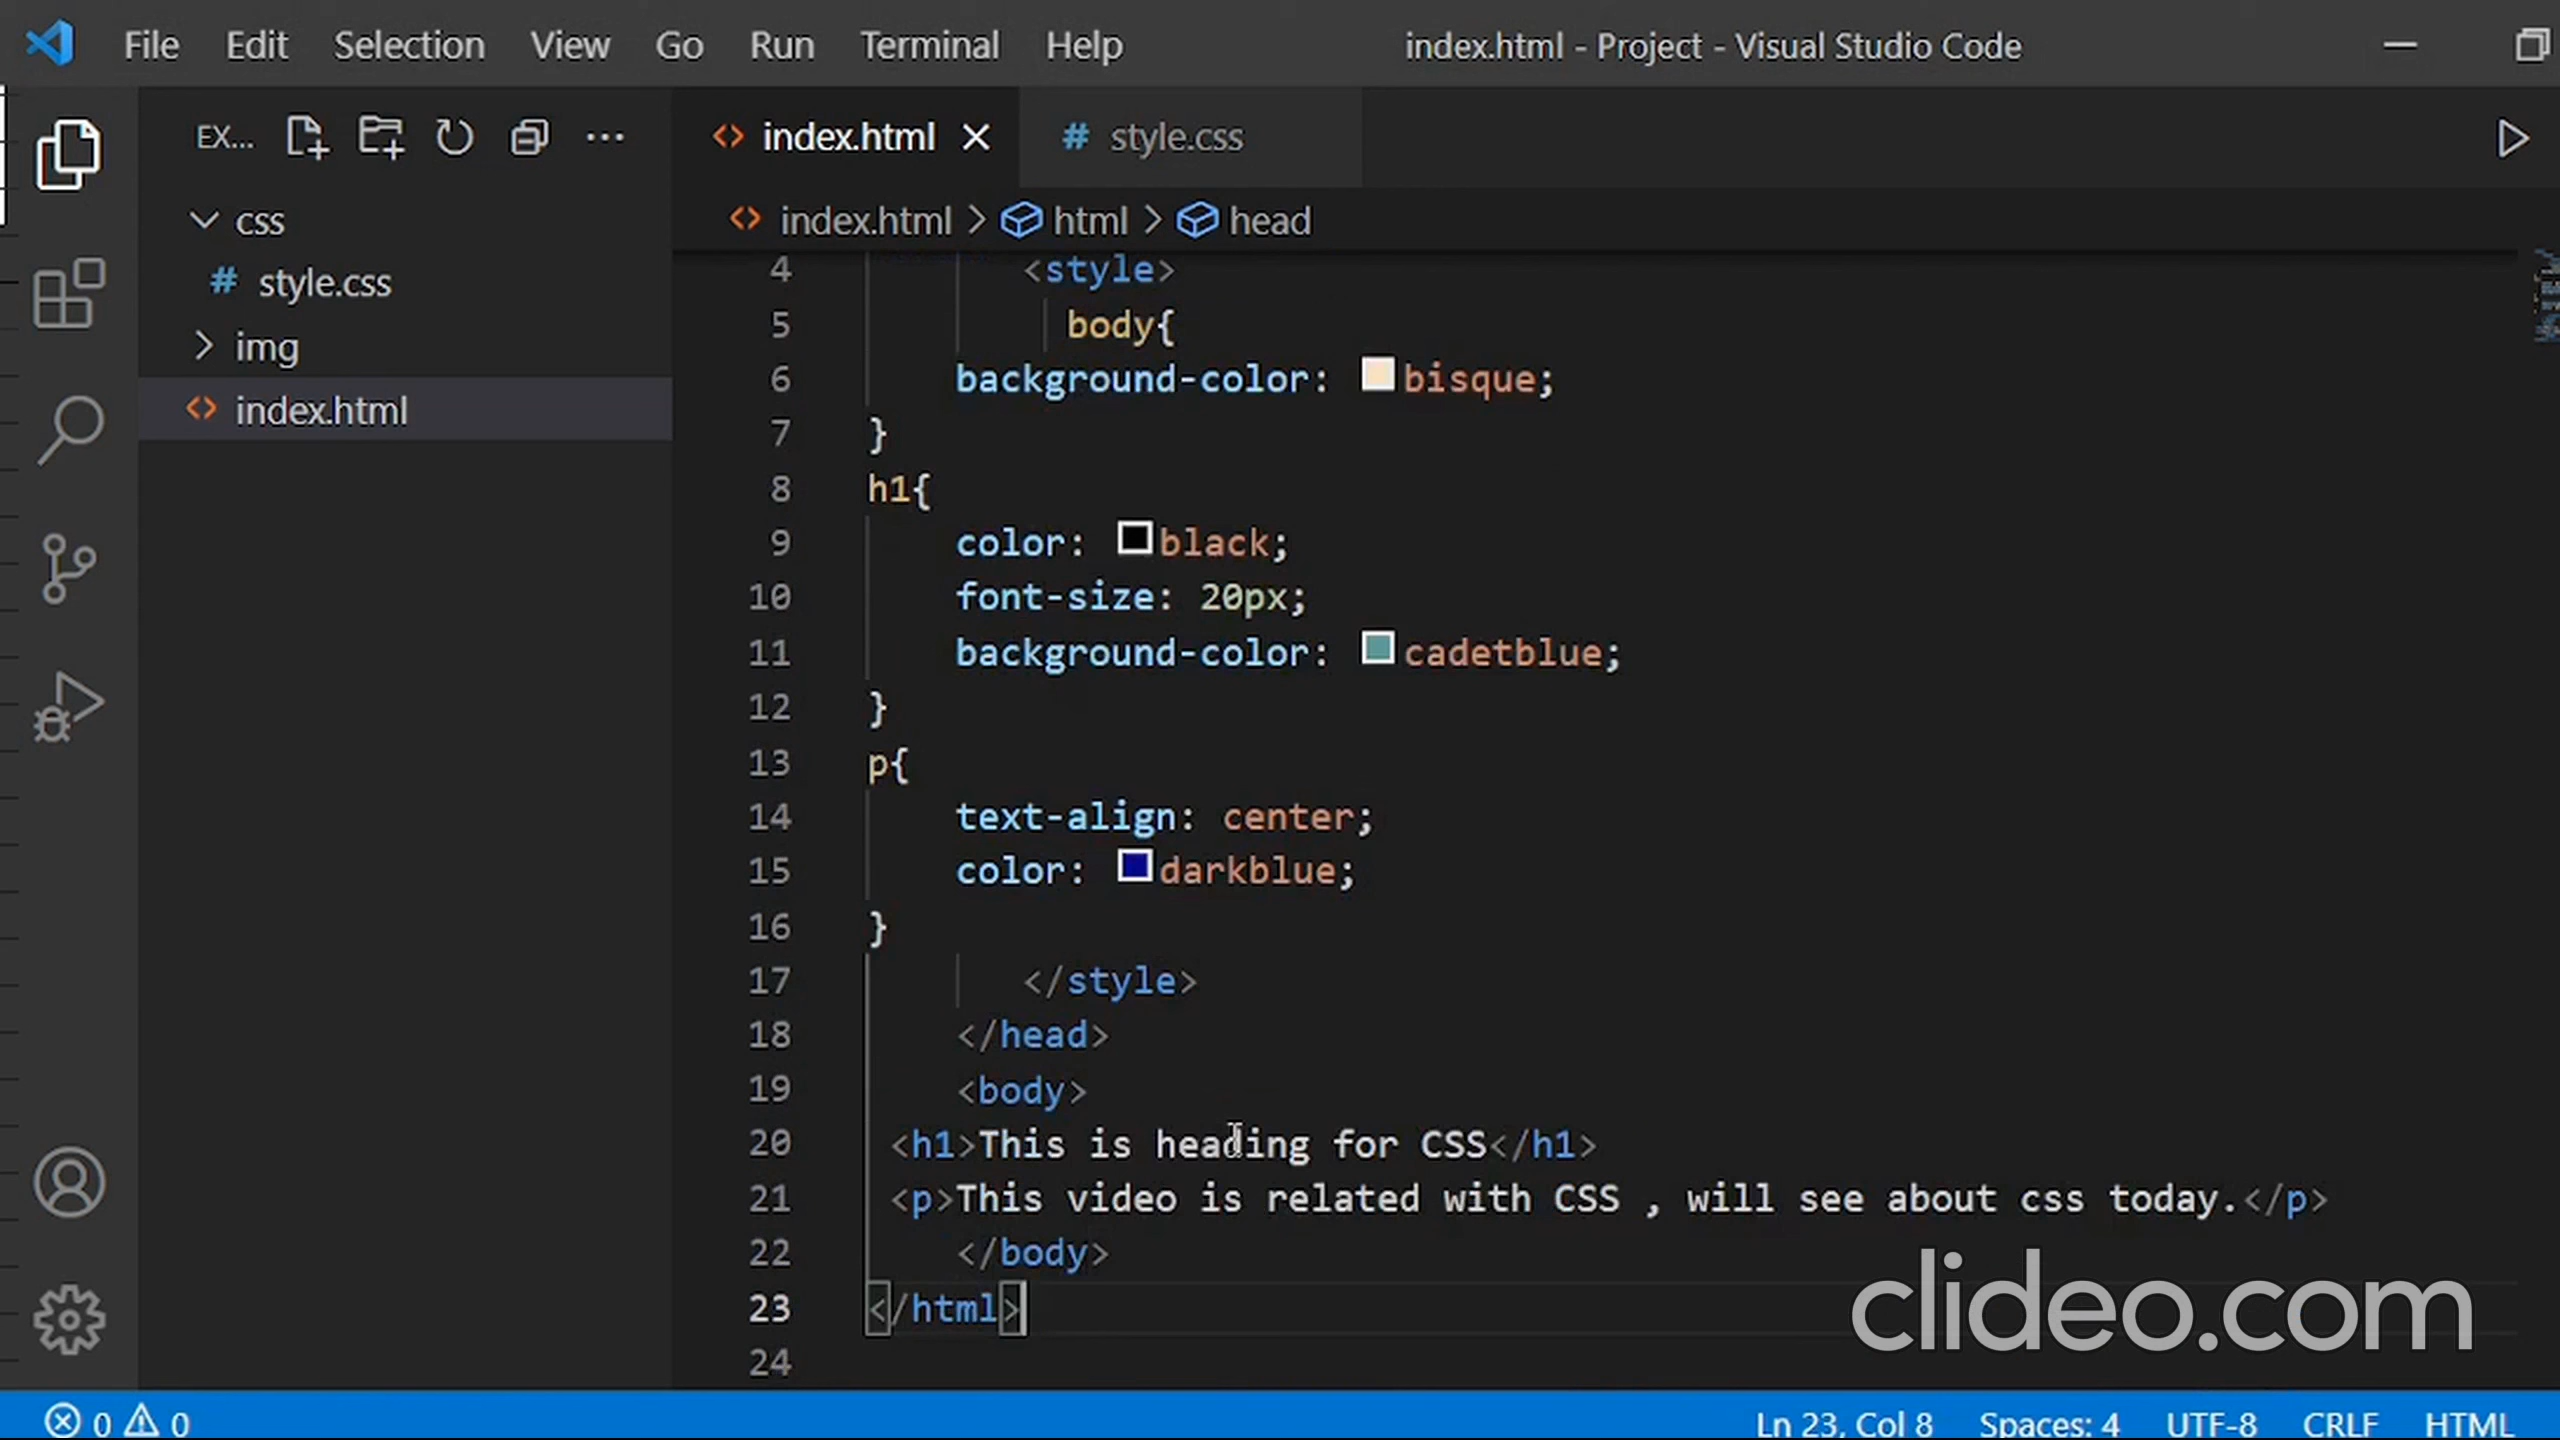 File Edit Selection View Go Run Terminal Help index.html - Project - Visual Studio Code
EX...
css
# style.css
img
<> index.html
<> index.html # style.css
<> index.html > html > head
4 <style>
5 body{
6 background-color: bisque;
7 }
8 h1{
9 color: black;
10 font-size: 20px;
11 background-color: cadetblue;
12 }
13 p{
14 text-align: center;
15 color: darkblue;
16 }
17 </style>
18 </head>
19 <body>
20 <h1>This is heading for CSS</h1>
21 <p>This video is related with CSS , will see about css today.</p>
22 </body>
23 </html>
24
clideo.com
0 0 Ln 23, Col 8 Spaces: 4 UTF-8 CRLF HTML